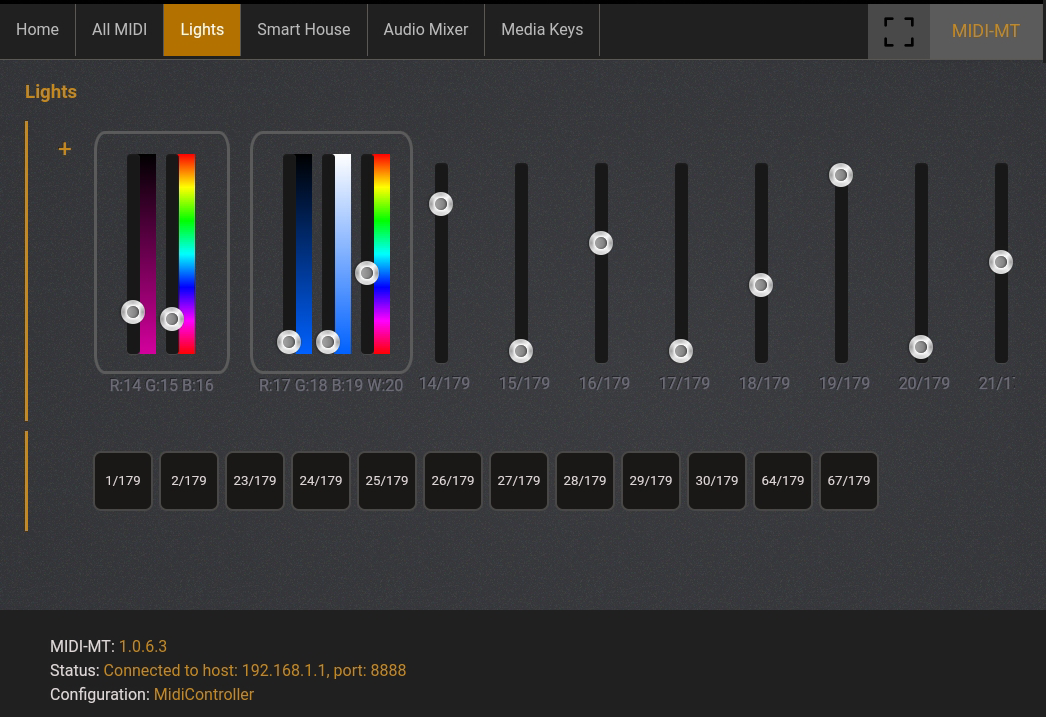 Home All MIDI Lights Smart House Audio Mixer Media Keys MIDI-MT
Lights
+
R:14 G:15 B:16 R:17 G:18 B:19 W:20 14/179 15/179 16/179 17/179 18/179 19/179 20/179 21/1
1/179 2/179 23/179 24/179 25/179 26/179 27/179 28/179 29/179 30/179 64/179 67/179
MIDI-MT: 1.0.6.3
Status: Connected to host: 192.168.1.1, port: 8888
Configuration: MidiController